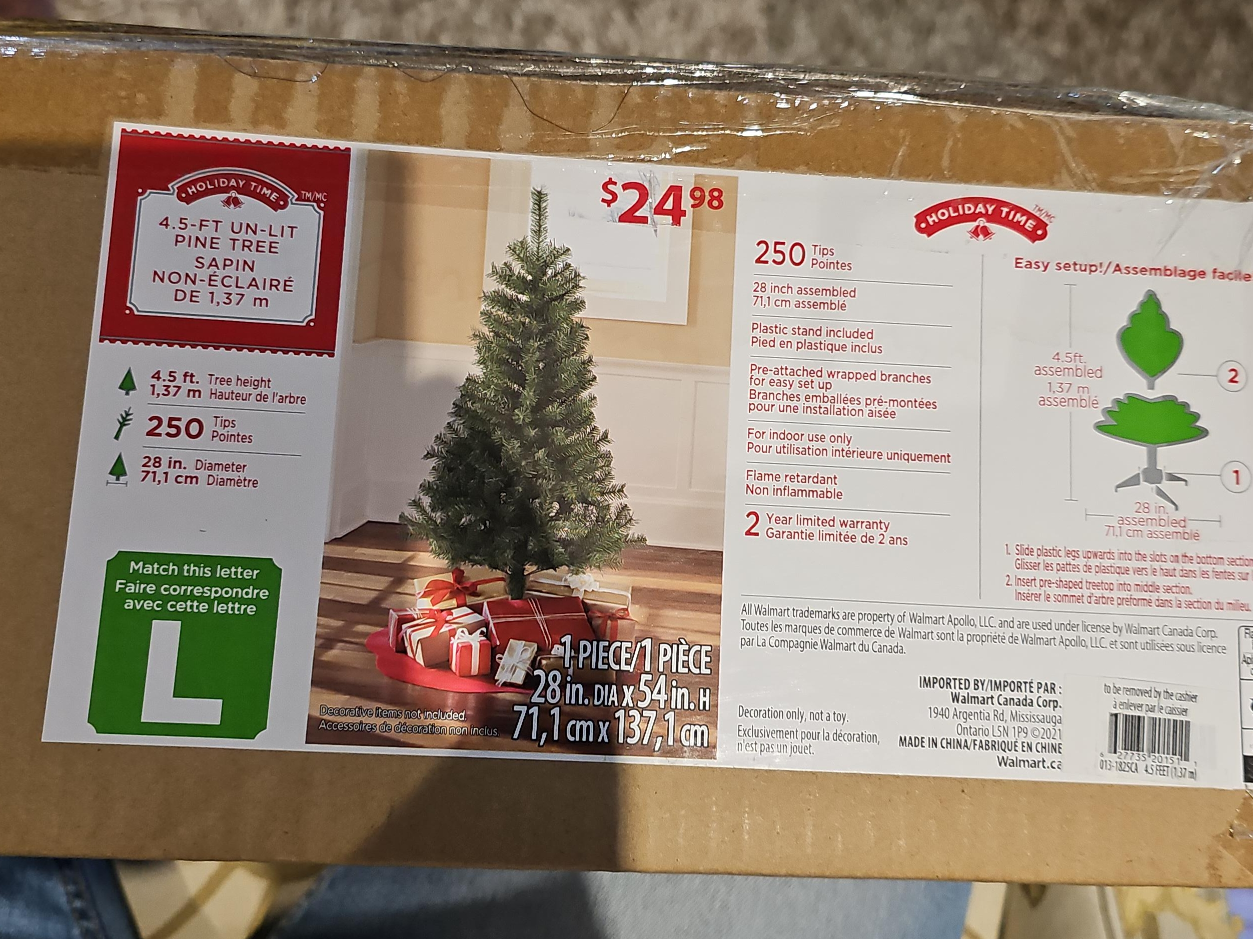 HOLIDAY TIME TM/MC
4.5-FT UN-LIT
PINE TREE
SAPIN
NON-ÉCLAIRÉ
DE 1,37 m
4.5 ft. Tree height
1,37 m Hauteur de l'arbre
250 Tips
Pointes
28 in. Diameter
71,1 cm Diamètre
Match this letter
Faire correspondre
avec cette lettre
L
$24.98
Decorative items not included.
Accessoires de décoration non inclus.
1 PIECE/1 PIÈCE
28 in. DIA x 54 in. H
71,1 cm x 137,1 cm
250 Tips
Pointes
28 inch assembled
71,1 cm assemblé
Plastic stand included
Pied en plastique inclus
Pre-attached wrapped branches
for easy set up
Branches emballées pré-montées
pour une installation aisée
For indoor use only
Pour utilisation intérieure uniquement
Flame retardant
Non inflammable
2 Year limited warranty
Garantie limitée de 2 ans
HOLIDAY TIME TM/MC
Easy setup!/Assemblage facile
4.5ft.
assembled
1,37 m
assemblé
2
1
28 in.
assembled
71,1 cm assemblé
1. Slide plastic legs upwards into the slots on the bottom section
Glisser les pattes de plastique vers le haut dans les fentes sur
2. Insert pre-shaped treetop into middle section.
Insérer le sommet d'arbre préformé dans la section du milieu
All Walmart trademarks are property of Walmart Apollo, LLC. and are used under license by Walmart Canada Corp.
Toutes les marques de commerce de Walmart sont la propriété de Walmart Apollo, LLC. et sont utilisées sous licence
par La Compagnie Walmart du Canada.
Decoration only, not a toy.
Exclusivement pour la décoration,
n'est pas un jouet.
IMPORTED BY/IMPORTÉ PAR :
Walmart Canada Corp.
1940 Argentia Rd, Mississauga
Ontario L5N 1P9 ©2021
MADE IN CHINA/FABRIQUÉ EN CHINE
Walmart.ca
to be removed by the cashier
à enlever par le caissier
6 27735 20151 1
013-1825CA 4.5 FEET (1,37 m)